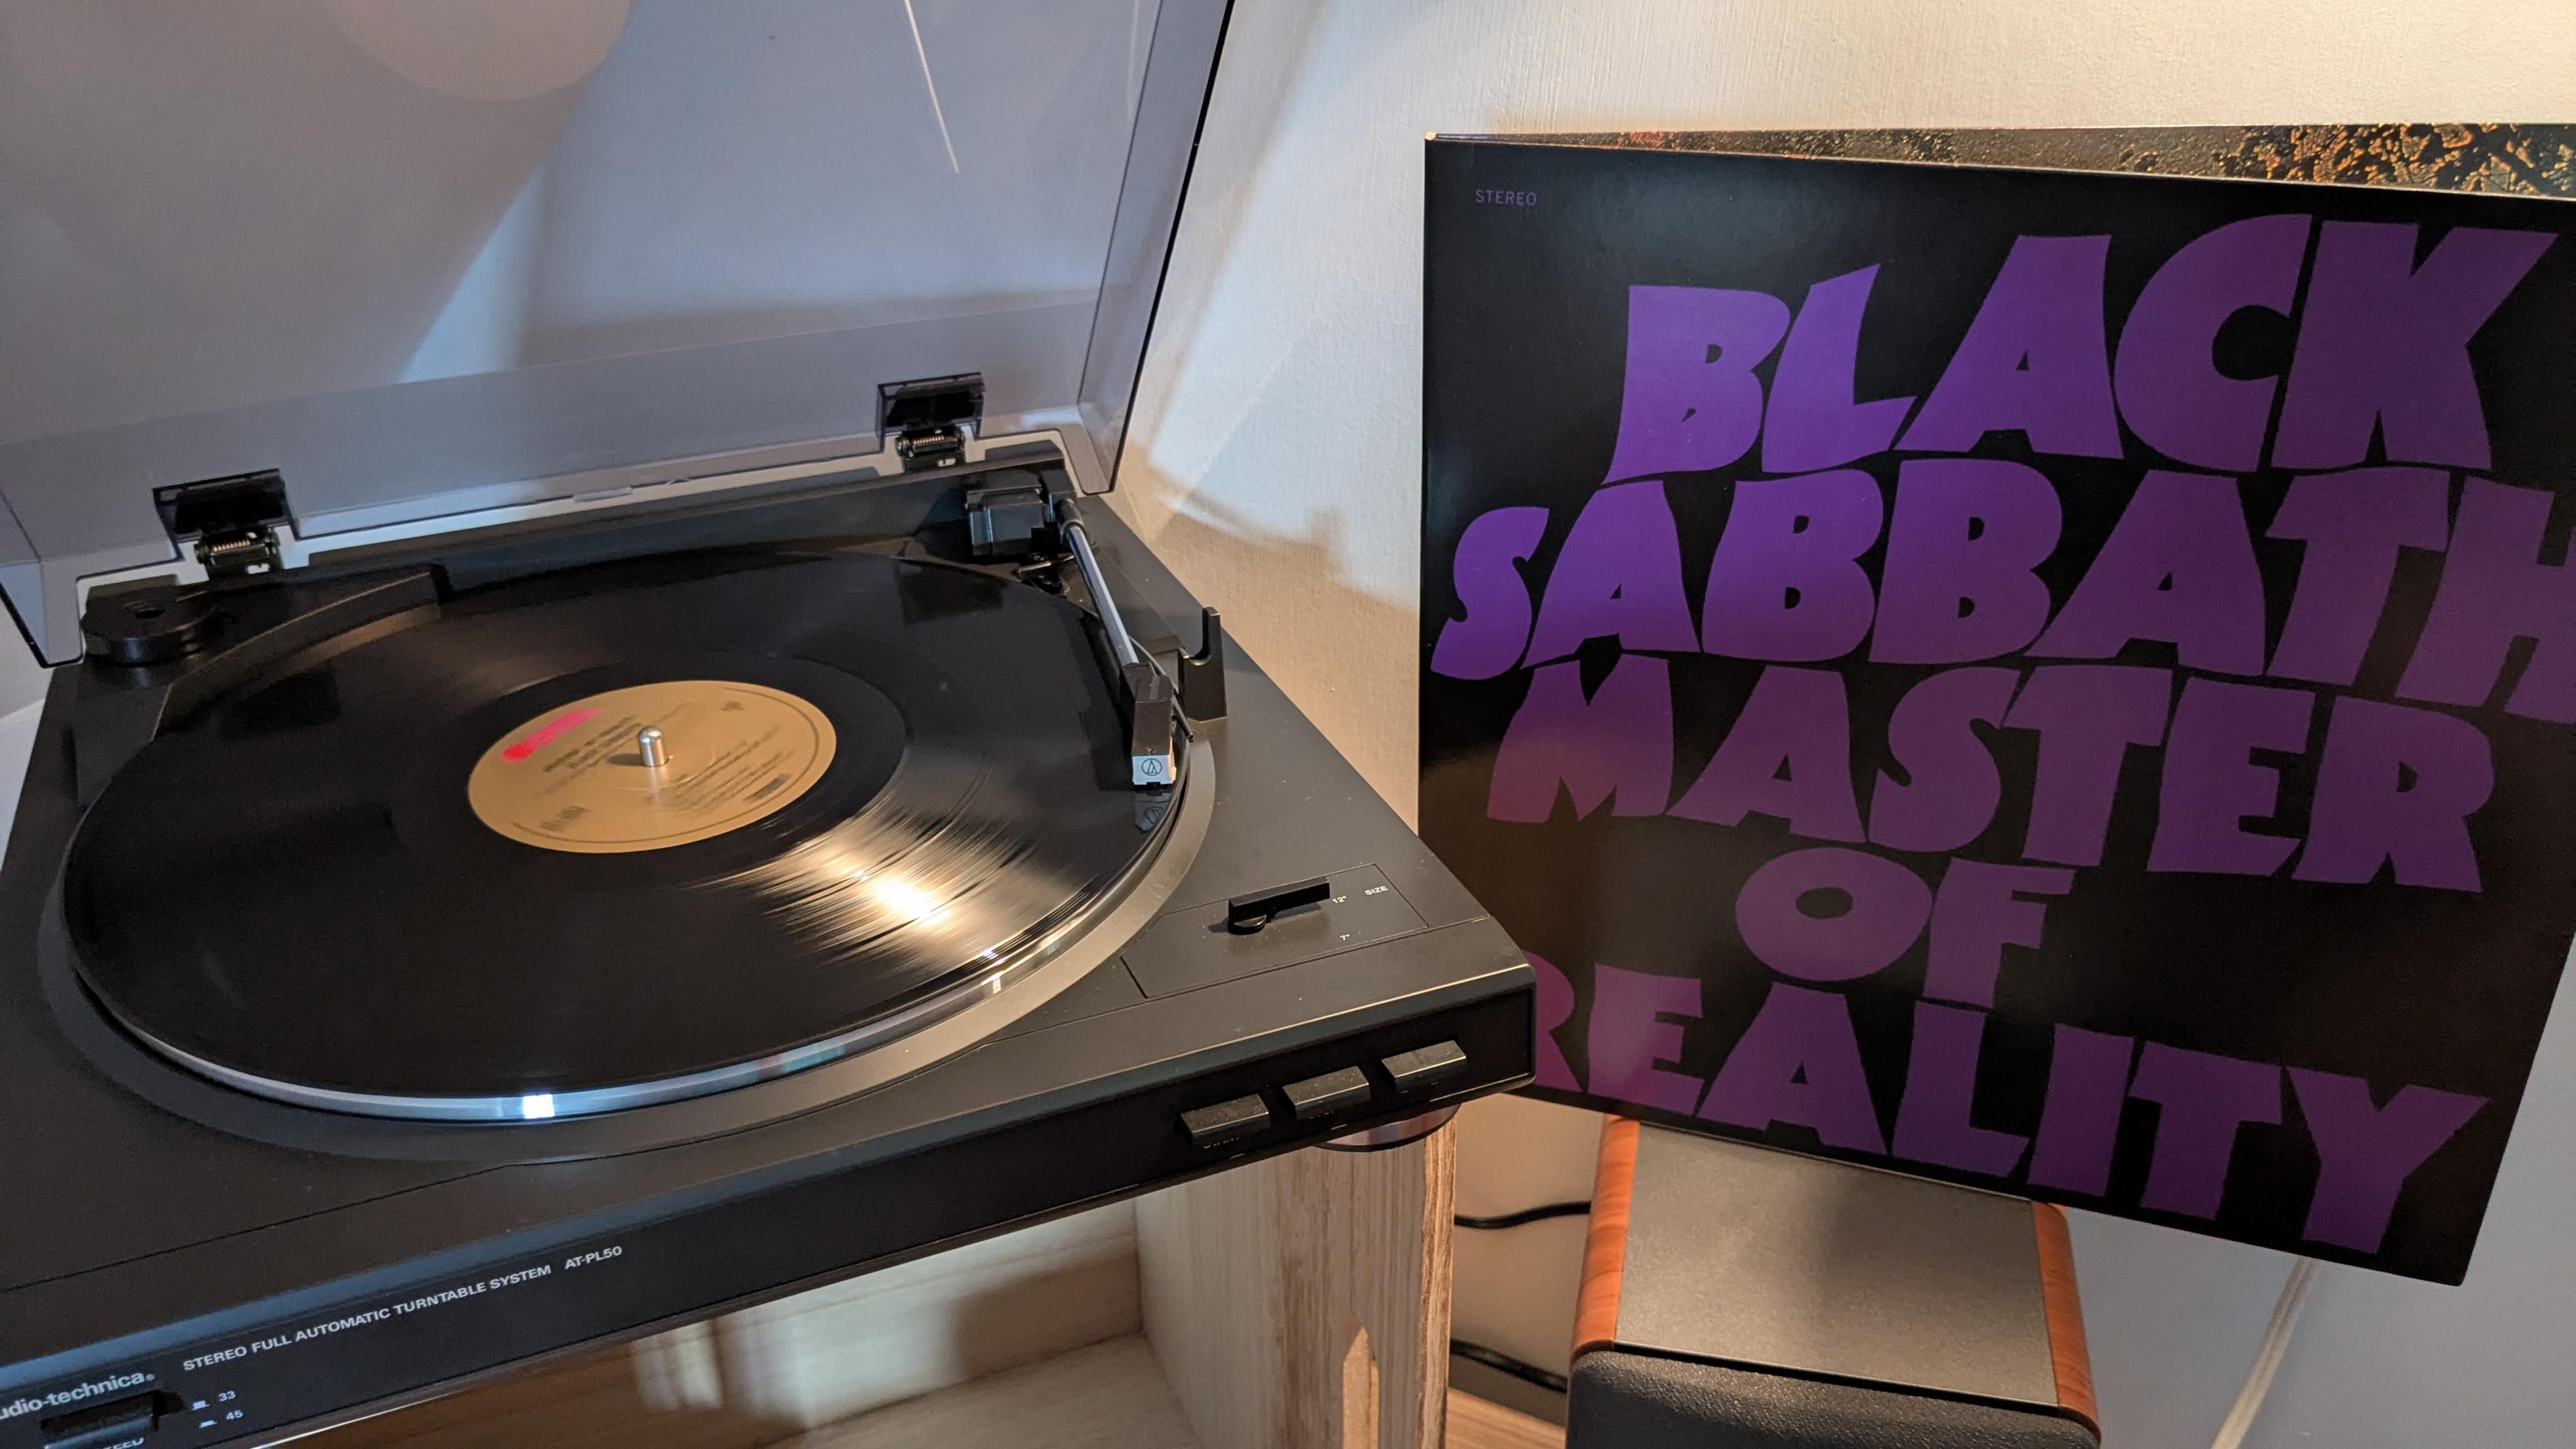 STEREO
BLACK
SABBATH
MASTER
OF
REALITY
SIZE
12"
7"
STEREO FULL AUTOMATIC TURNTABLE SYSTEM AT-PL50
udio-technica®
33
45